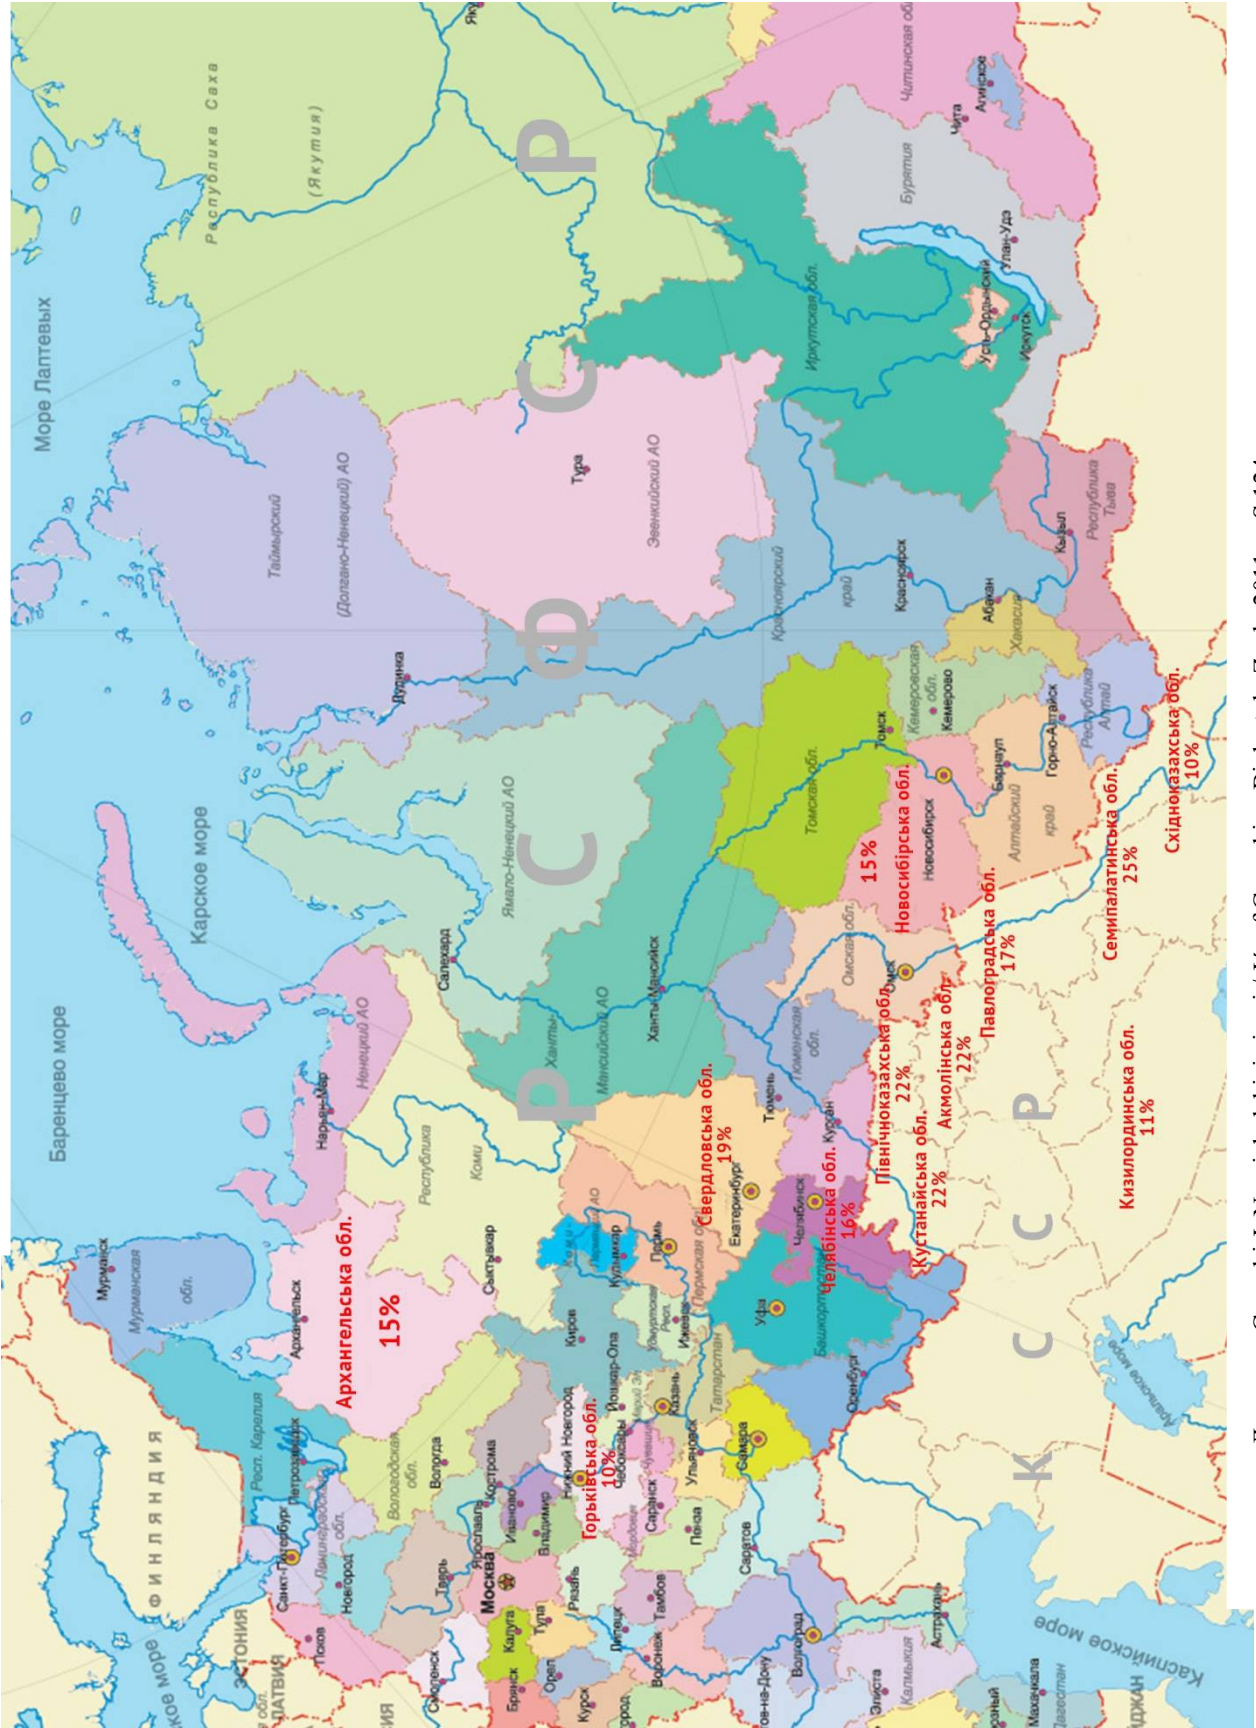 Море Лаптевых
Карское море
Баренцево море
Республика Саха
(Якутия)
Таймырский
(Долгано-Ненецкий) АО
Дудинка
Тура
Эвенкийский АО
Красноярский
край
Красноярск
Иркутская обл.
Усть-Ордынский
Иркутск
Бурятия
Улан-Удэ
Чита
Агинское
Кызыл
Республика
Тыва
Абакан
Хакасия
Кемеровская
обл.
Кемерово
Томск
Томская обл.
Республика
Алтай
Горно-Алтайск
Барнаул
Алтайский
край
Новосибирск
Новосибірська обл.
15%
Східноказахська обл.
10%
Семипалатинська обл.
25%
Павлоградська обл.
17%
Акмолінська обл.
22%
Північноказахська обл.
22%
Кустанайська обл.
22%
Кизилординська обл.
11%
Челябінська обл.
16%
Свердловська обл.
19%
Архангельська обл.
15%
Горьківська обл.
10%
Р С Ф С Р
К С С Р
Ямало-Ненецкий АО
Салехард
Ханты-
Мансийский АО
Ханты-Мансийск
Омская обл.
Омск
Тюменская
обл.
Тюмень
Курган
Челябинск
Екатеринбург
Ненецкий АО
Нарьян-Мар
Республика
Коми
Сыктывкар
Кудымкар
Пермь
Пермская обл.
Мурманск
Мурманская
обл.
Архангельск
Респ. Карелия
Петрозаводск
Вологодская
обл.
Вологда
Киров
Удмуртская
Респ.
Ижевск
Уфа
Башкортостан
Оренбург
Татарстан
Казань
Йошкар-Ола
Марий Эл
Чебоксары
Чувашия
Нижний Новгород
Ульяновск
Самара
Кострома
Ярославль
Иваново
Владимир
Мордовия
Саранск
Пенза
Саратов
ФИНЛЯНДИЯ
Санкт-Петербург
Ленинградская
обл.
Новгород
Псков
Тверь
Москва
Рязань
Тамбов
Калуга
Тула
Липецк
Воронеж
Смоленск
Брянск
Орел
Курск
Волгоград
Астрахань
Элиста
Калмыкия
Махачкала
Дагестан
Каспийское море
Аральское море
ЭСТОНИЯ
ЛАТВИЯ